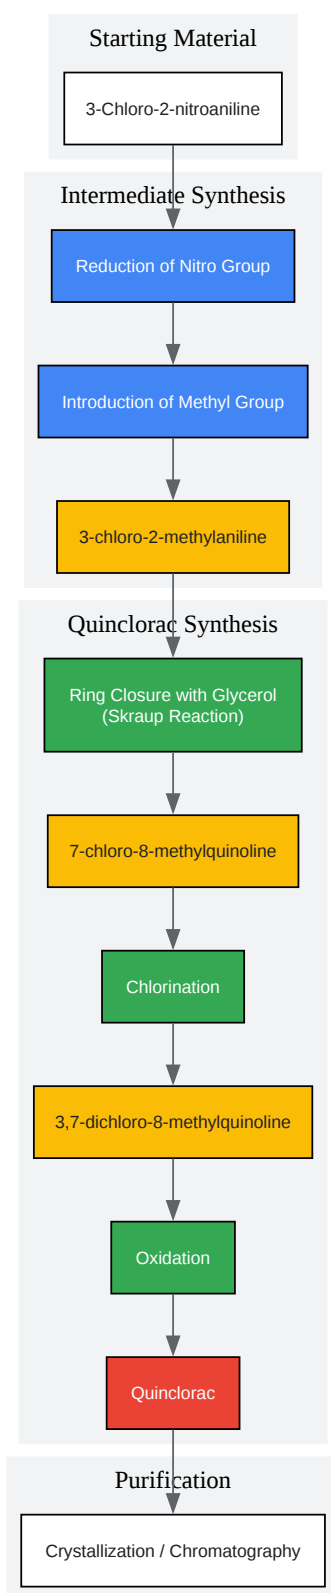 Starting Material
3-Chloro-2-nitroaniline
Intermediate Synthesis
Reduction of Nitro Group
Introduction of Methyl Group
3-chloro-2-methylaniline
Quinclorac Synthesis
Ring Closure with Glycerol
(Skraup Reaction)
7-chloro-8-methylquinoline
Chlorination
3,7-dichloro-8-methylquinoline
Oxidation
Quinclorac
Purification
Crystallization / Chromatography